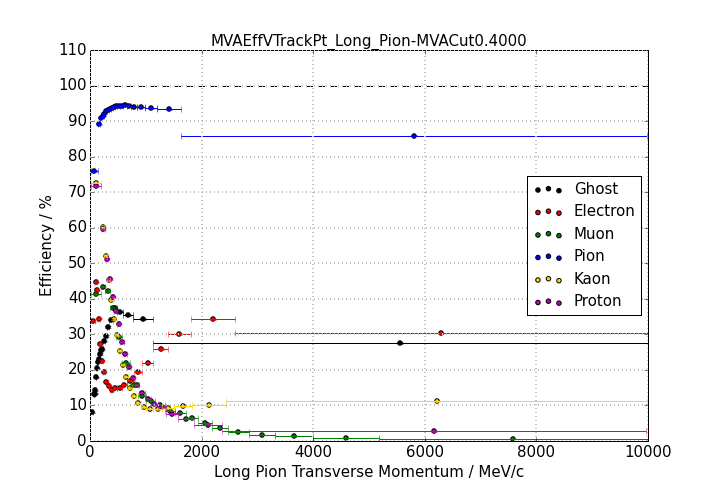 MVAEffVTrackPt_Long_Pion-MVACut0.4000
110
100
90
80
70
60
50
40
30
20
10
0
Efficiency / %
Ghost
Electron
Muon
Pion
Kaon
Proton
0 2000 4000 6000 8000 10000
Long Pion Transverse Momentum / MeV/c